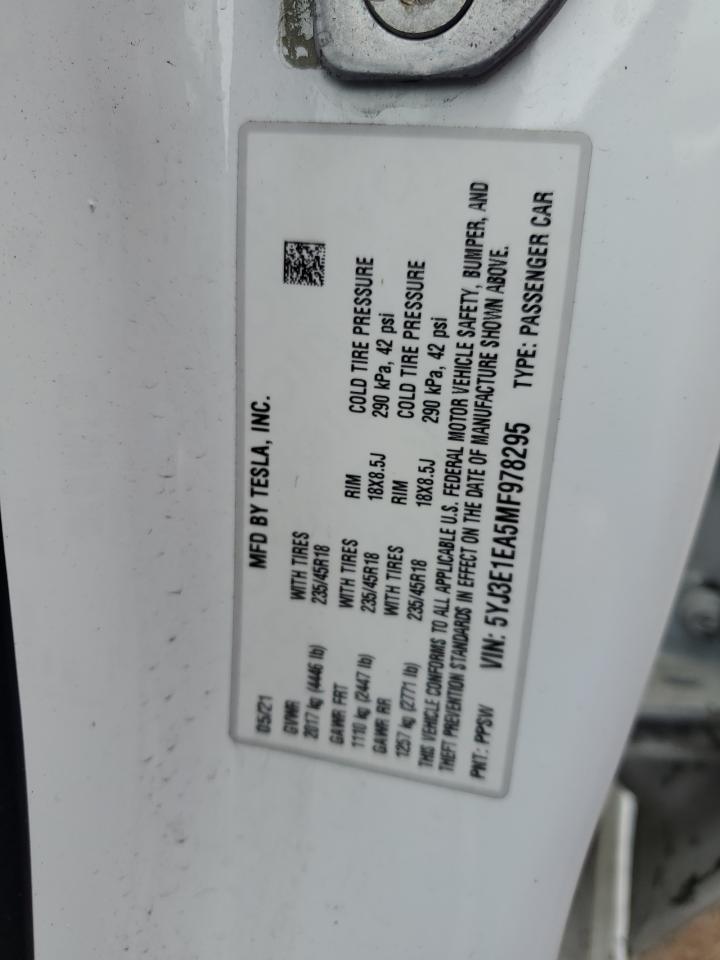 05/21 MFD BY TESLA, INC.
GVWR WITH TIRES
2017 kg (4446 lb) 235/45R18
GAWR FRT WITH TIRES RIM COLD TIRE PRESSURE
1110 kg (2447 lb) 235/45R18 18X8.5J 290 kPa, 42 psi
GAWR RR WITH TIRES RIM COLD TIRE PRESSURE
1257 kg (2771 lb) 235/45R18 18X8.5J 290 kPa, 42 psi
THIS VEHICLE CONFORMS TO ALL APPLICABLE U.S. FEDERAL MOTOR VEHICLE SAFETY, BUMPER, AND
THEFT PREVENTION STANDARDS IN EFFECT ON THE DATE OF MANUFACTURE SHOWN ABOVE.
PNT: PPSW VIN: 5YJ3E1EA5MF978295 TYPE: PASSENGER CAR